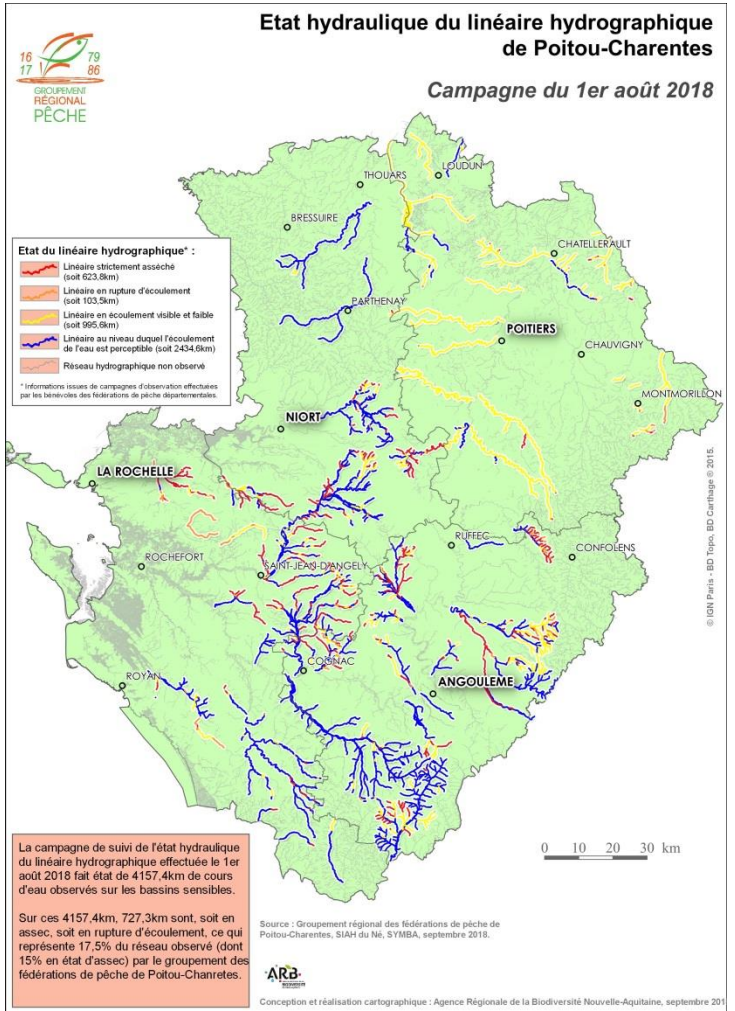 Etat hydraulique du linéaire hydrographique
de Poitou-Charentes
Campagne du 1er août 2018
16 79
17 86
GROUPEMENT
RÉGIONAL
PÊCHE
LOUDUN
THOUARS
BRESSUIRE
CHATELLERAULT
Etat du linéaire hydrographique* :
Linéaire strictement asséché
(soit 623,8km)
Linéaire en rupture d'écoulement
(soit 103,5km)
Linéaire en écoulement visible et faible
(soit 995,6km)
Linéaire au niveau duquel l'écoulement
de l'eau est perceptible (soit 2434,6km)
Réseau hydrographique non observé
* Informations issues de campagnes d'observation effectuées
par les bénévoles des fédérations de pêche départementales.
PARTHENAY
POITIERS
CHAUVIGNY
MONTMORILLON
NIORT
LA ROCHELLE
RUFFEC
CONFOLENS
ROCHEFORT
SAINT-JEAN-D'ANGELY
COGNAC
ROYAN
ANGOULEME
© IGN Paris - BD Topo, BD Carthage © 2015.
0 10 20 30 km
La campagne de suivi de l'état hydraulique
du linéaire hydrographique effectuée le 1er
août 2018 fait état de 4157,4km de cours
d'eau observés sur les bassins sensibles.
Sur ces 4157,4km, 727,3km sont, soit en
assec, soit en rupture d'écoulement, ce qui
représente 17,5% du réseau observé (dont
15% en état d'assec) par le groupement des
fédérations de pêche de Poitou-Chanretes.
Source : Groupement régional des fédérations de pêche de
Poitou-Charentes, SIAH du Né, SYMBA, septembre 2018.
ARB
Conception et réalisation cartographique : Agence Régionale de la Biodiversité Nouvelle-Aquitaine, septembre 201